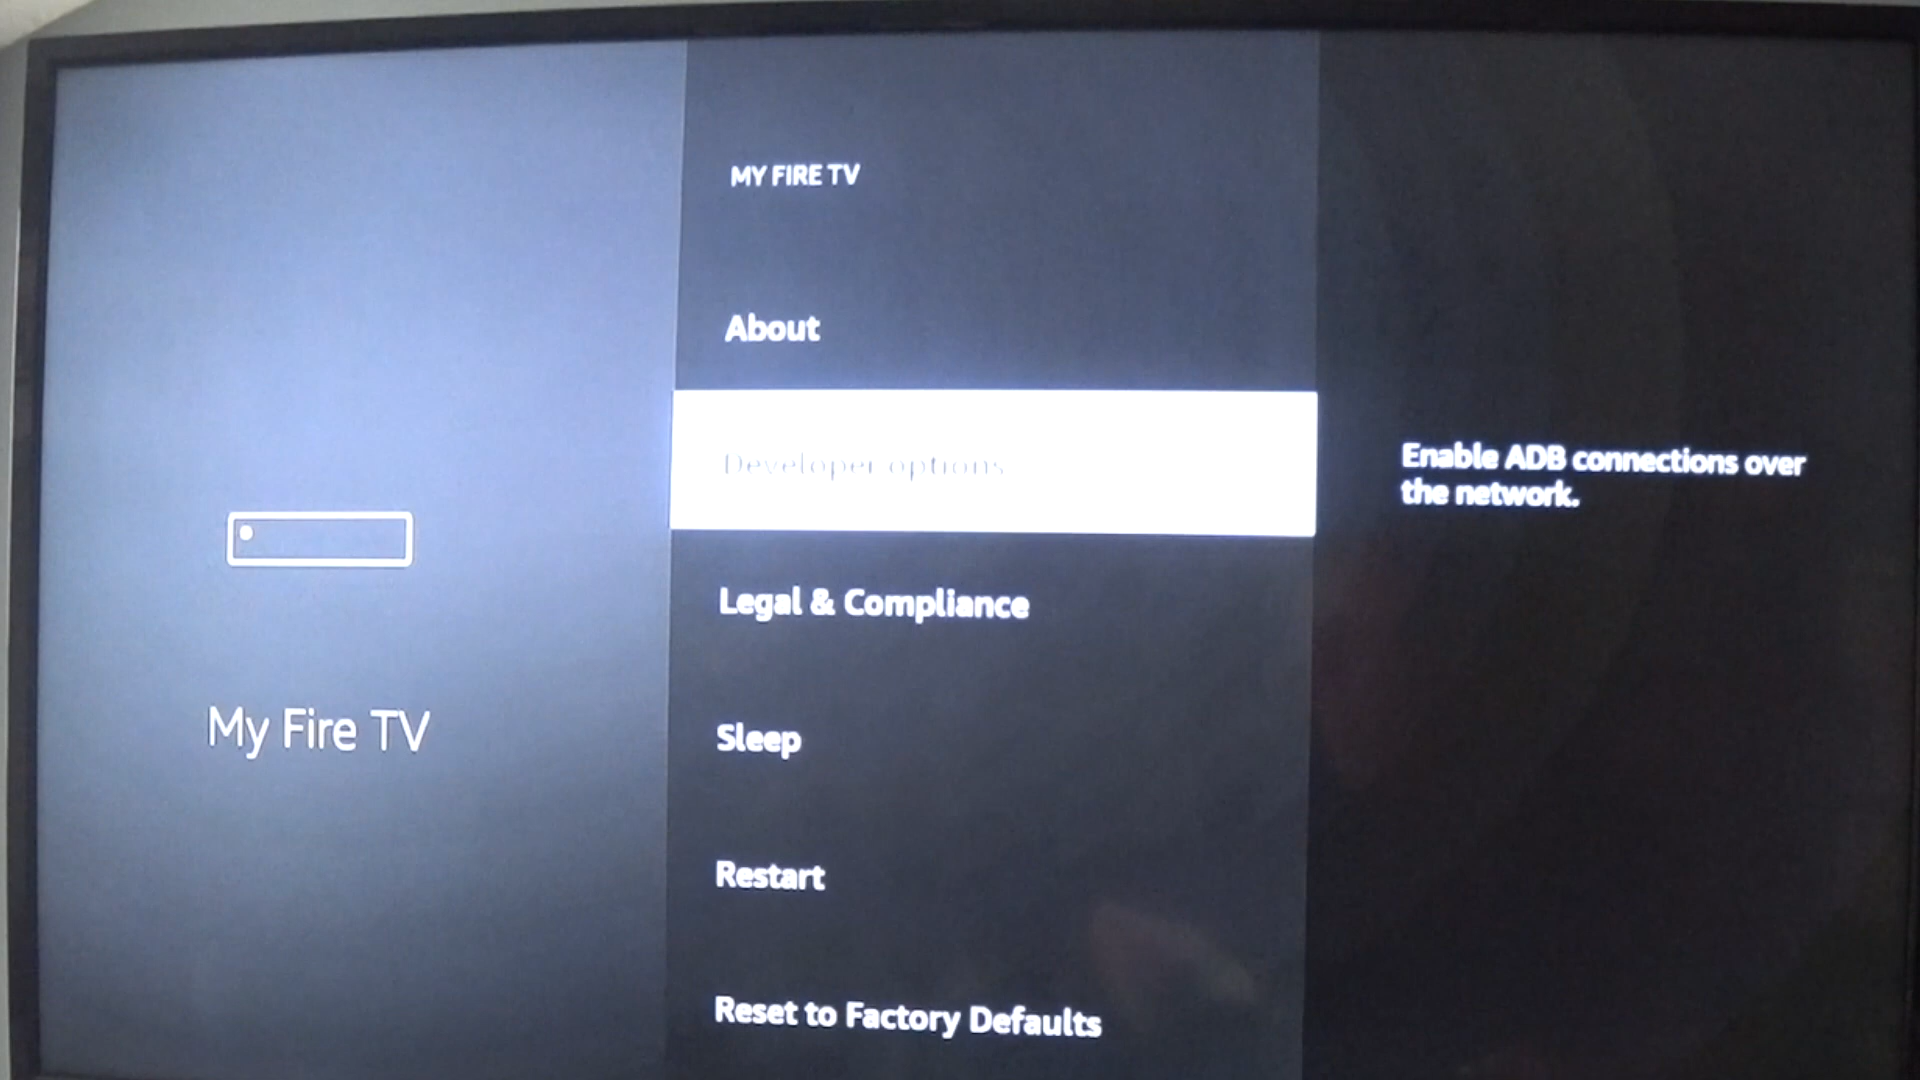 MY FIRE TV
About
Developer options
Enable ADB connections over
the network.
Legal & Compliance
My Fire TV
Sleep
Restart
Reset to Factory Defaults